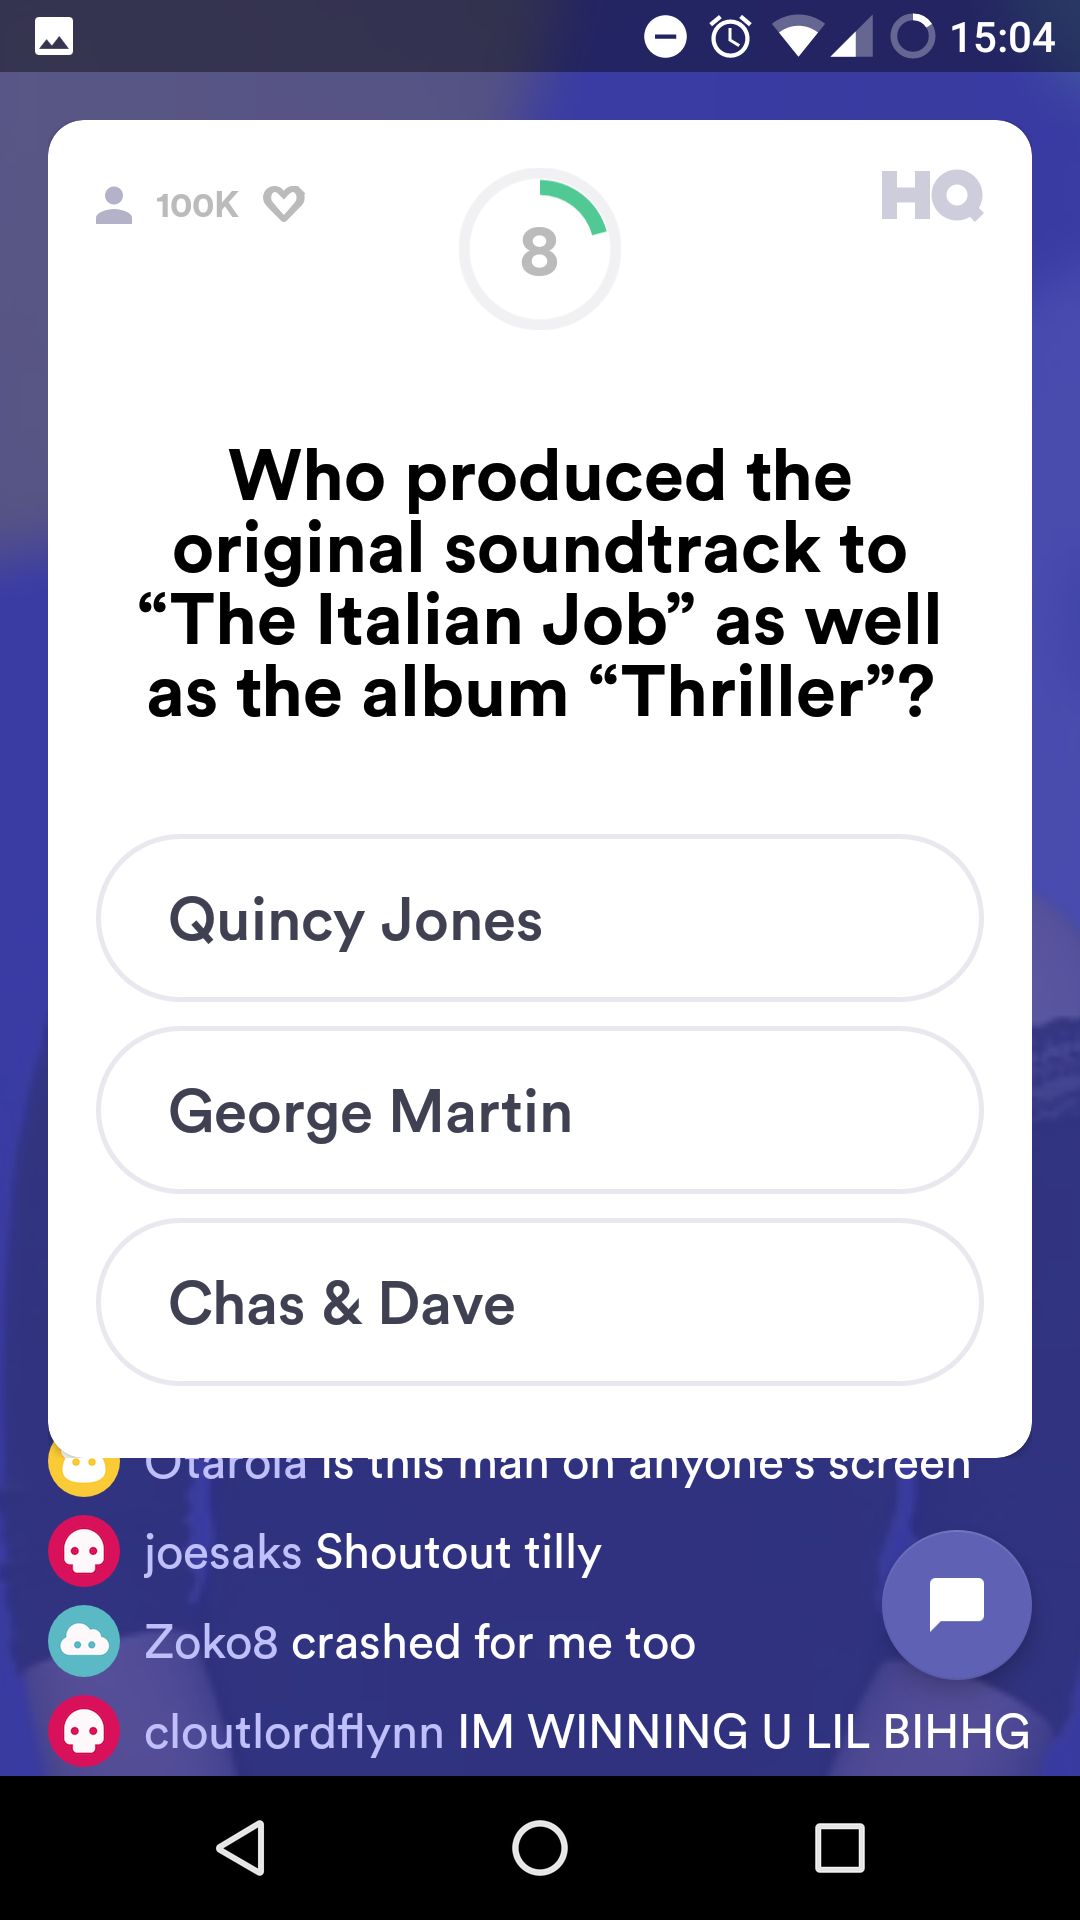 15:04
100K
HQ
8
Who produced the
original soundtrack to
“The Italian Job” as well
as the album “Thriller”?
Quincy Jones
George Martin
Chas & Dave
Otarola Is this man on anyone's screen
joesaks Shoutout tilly
Zoko8 crashed for me too
cloutlordflynn IM WINNING U LIL BIHHG